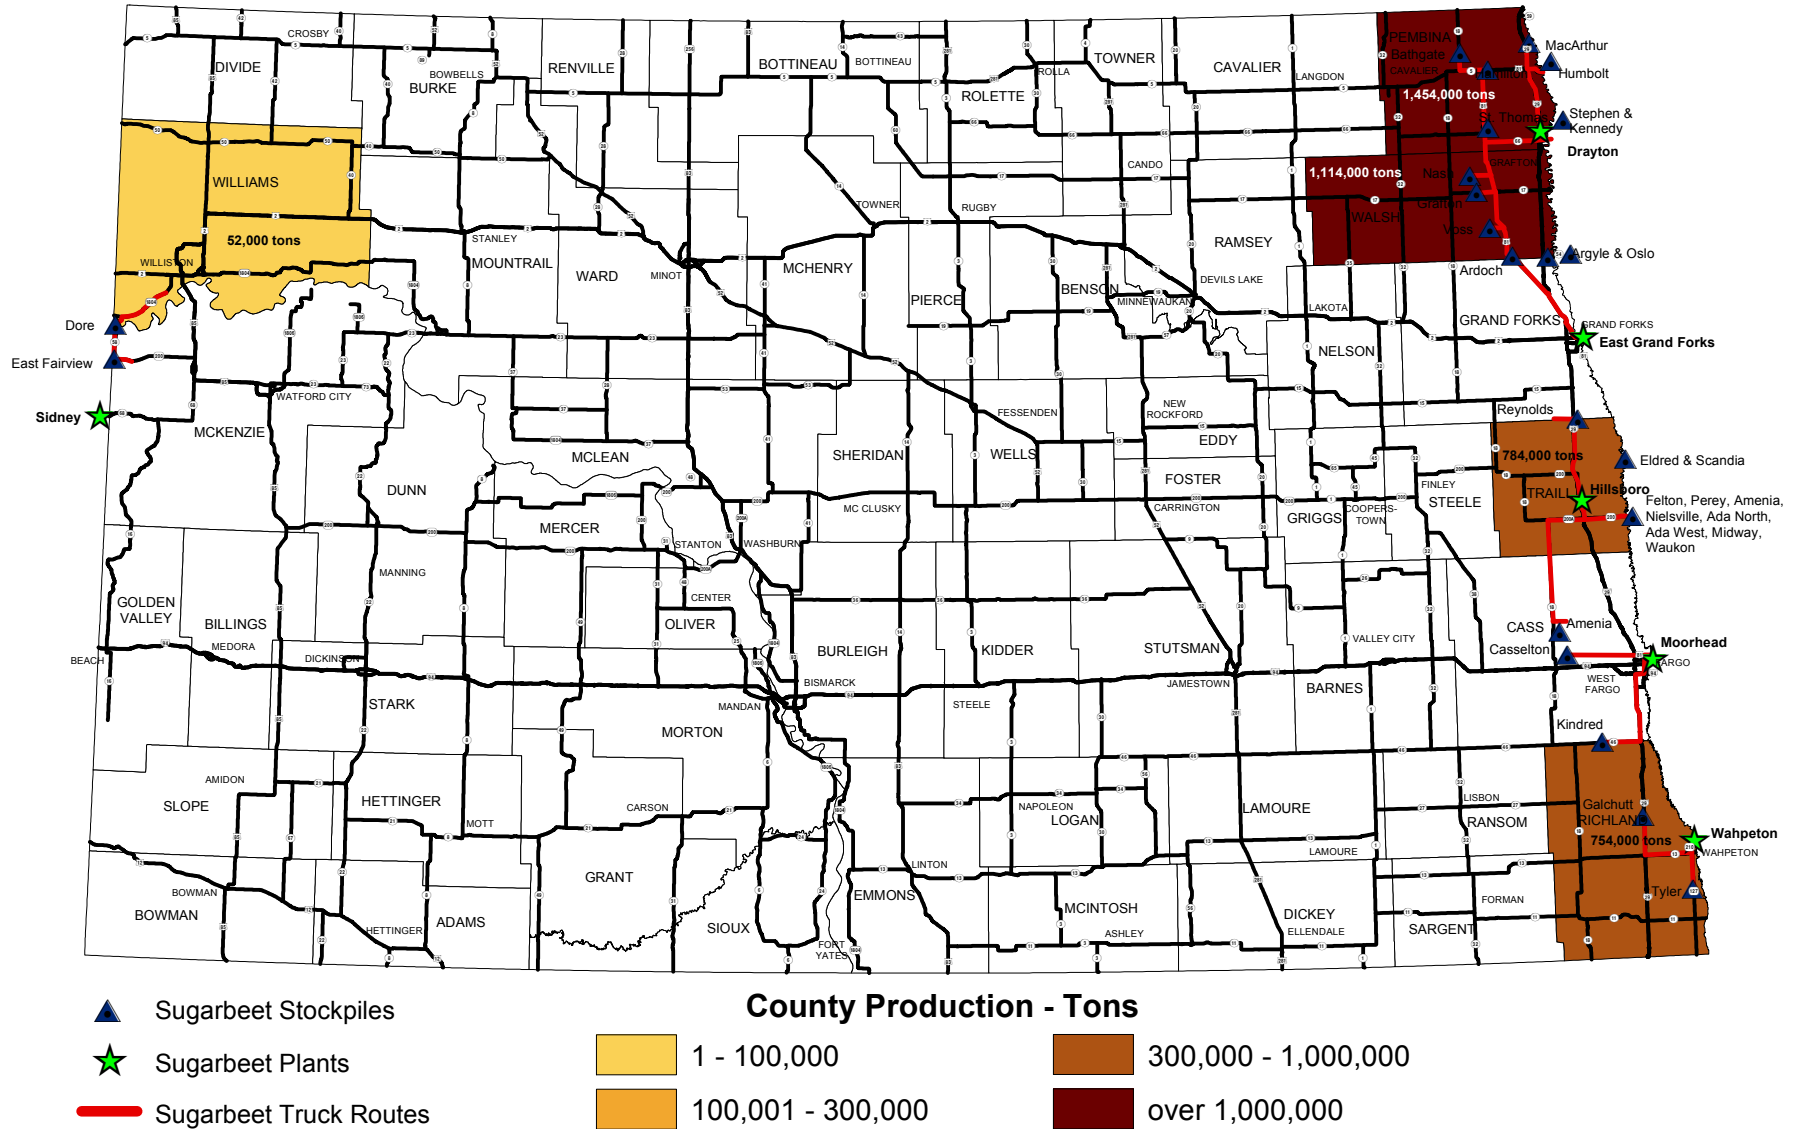 CROSBY
DIVIDE
BOWBELLS
BURKE
RENVILLE
BOTTINEAU
BOTTINEAU
ROLLA
ROLETTE
TOWNER
CAVALIER
LANGDON
PEMBINA
Bathgate
CAVALIER
Hamilton
MacArthur
Humbolt
1,454,000 tons
St. Thomas
Stephen &
Kennedy
Drayton
GRAFTON
1,114,000 tons
Nash
Grafton
WALSH
Voss
Ardoch
Argyle & Oslo
WILLIAMS
52,000 tons
WILLISTON
STANLEY
MOUNTRAIL
WARD
MINOT
TOWNER
MCHENRY
RUGBY
PIERCE
CANDO
BENSON
MINNEWAUKAN
RAMSEY
DEVILS LAKE
LAKOTA
NELSON
GRAND FORKS
GRAND FORKS
East Grand Forks
Dore
East Fairview
Sidney
WATFORD CITY
MCKENZIE
DUNN
MCLEAN
MERCER
STANTON
WASHBURN
SHERIDAN
MC CLUSKY
FESSENDEN
WELLS
NEW
ROCKFORD
EDDY
FOSTER
CARRINGTON
GRIGGS
COOPERS-
TOWN
FINLEY
STEELE
Reynolds
784,000 tons
TRAILL
Hillsboro
Eldred & Scandia
Felton, Perey, Amenia,
Nielsville, Ada North,
Ada West, Midway,
Waukon
MANNING
GOLDEN
VALLEY
BILLINGS
MEDORA
BEACH
DICKINSON
STARK
CENTER
OLIVER
MORTON
MANDAN
BISMARCK
BURLEIGH
KIDDER
STEELE
STUTSMAN
JAMESTOWN
VALLEY CITY
BARNES
CASS
Amenia
Casselton
Moorhead
FARGO
WEST
FARGO
Kindred
AMIDON
SLOPE
HETTINGER
MOTT
CARSON
GRANT
BOWMAN
BOWMAN
HETTINGER
ADAMS
SIOUX
FORT
YATES
LINTON
EMMONS
NAPOLEON
LOGAN
MCINTOSH
ASHLEY
LAMOURE
LAMOURE
DICKEY
ELLENDALE
LISBON
RANSOM
FORMAN
SARGENT
Galchutt
RICHLAND
754,000 tons
Wahpeton
WAHPETON
Tyler
County Production - Tons
Sugarbeet Stockpiles
Sugarbeet Plants
Sugarbeet Truck Routes
1 - 100,000
100,001 - 300,000
300,000 - 1,000,000
over 1,000,000